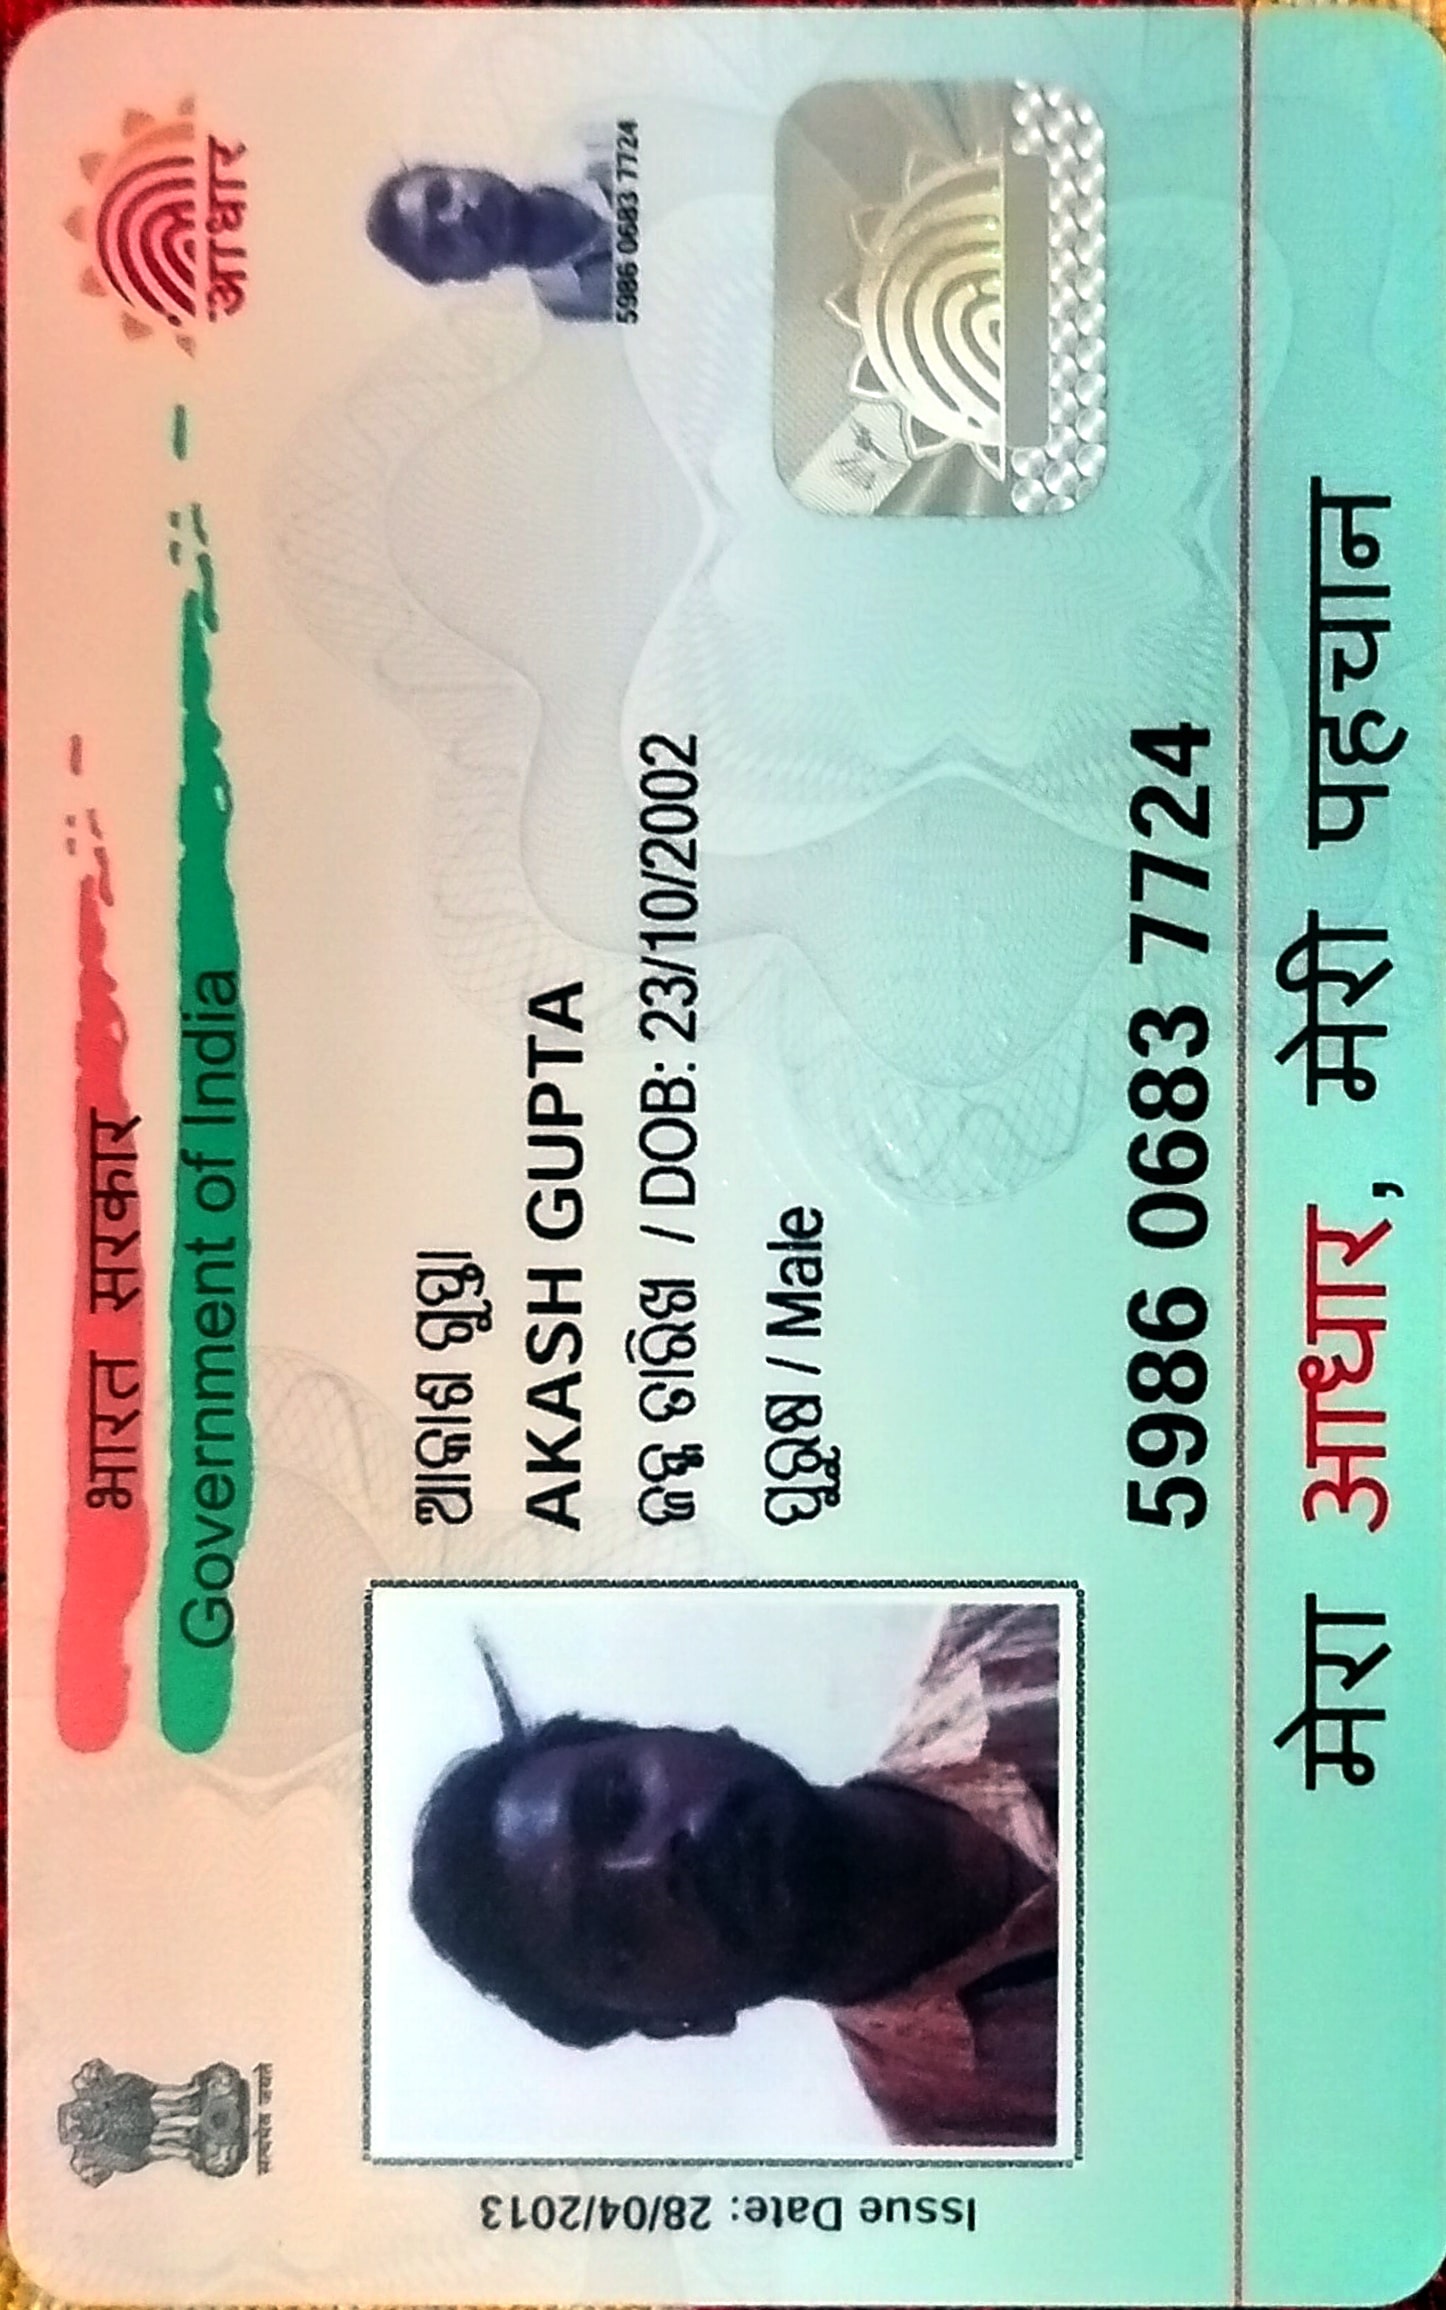 भारत सरकार
Government of India
आधार
सत्यमेव जयते
ଆକାଶ ଗୁପ୍ତା
AKASH GUPTA
ଜନ୍ମ ତାରିଖ / DOB: 23/10/2002
ପୁରୁଷ / Male
5986 0683 7724
Issue Date: 28/04/2013
5986 0683 7724
मेरा आधार, मेरी पहचान